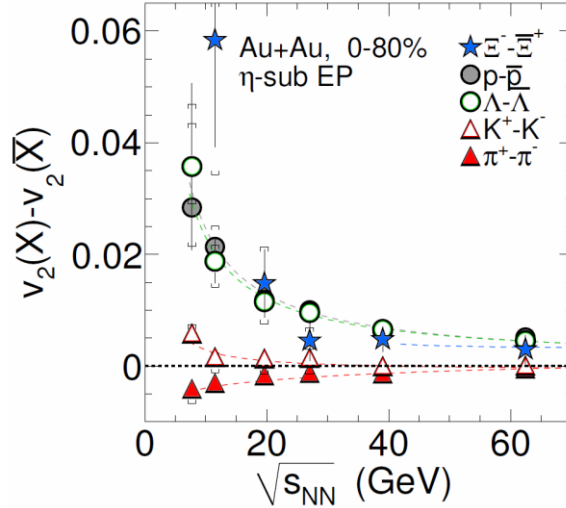 0.06
0.04
0.02
0
v₂(X)-v₂(X̅)
Au+Au, 0-80%
η-sub EP
Ξ⁻-Ξ̅⁺
p-p̅
Λ-Λ̅
K⁺-K⁻
π⁺-π⁻
0 20 40 60
√s_NN (GeV)